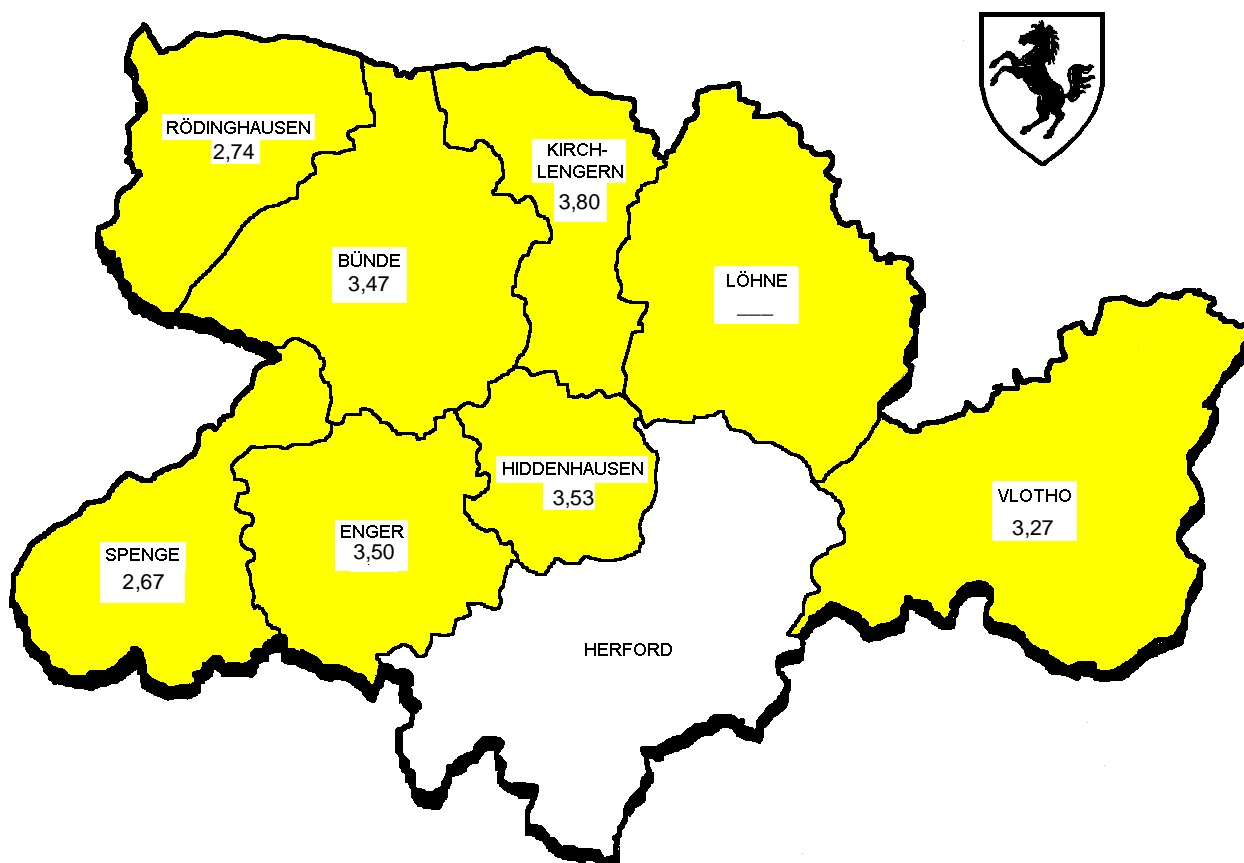 RÖDINGHAUSEN
2,74
KIRCH-
LENGERN
3,80
BÜNDE
3,47
LÖHNE
___
HIDDENHAUSEN
3,53
VLOTHO
3,27
ENGER
3,50
SPENGE
2,67
HERFORD